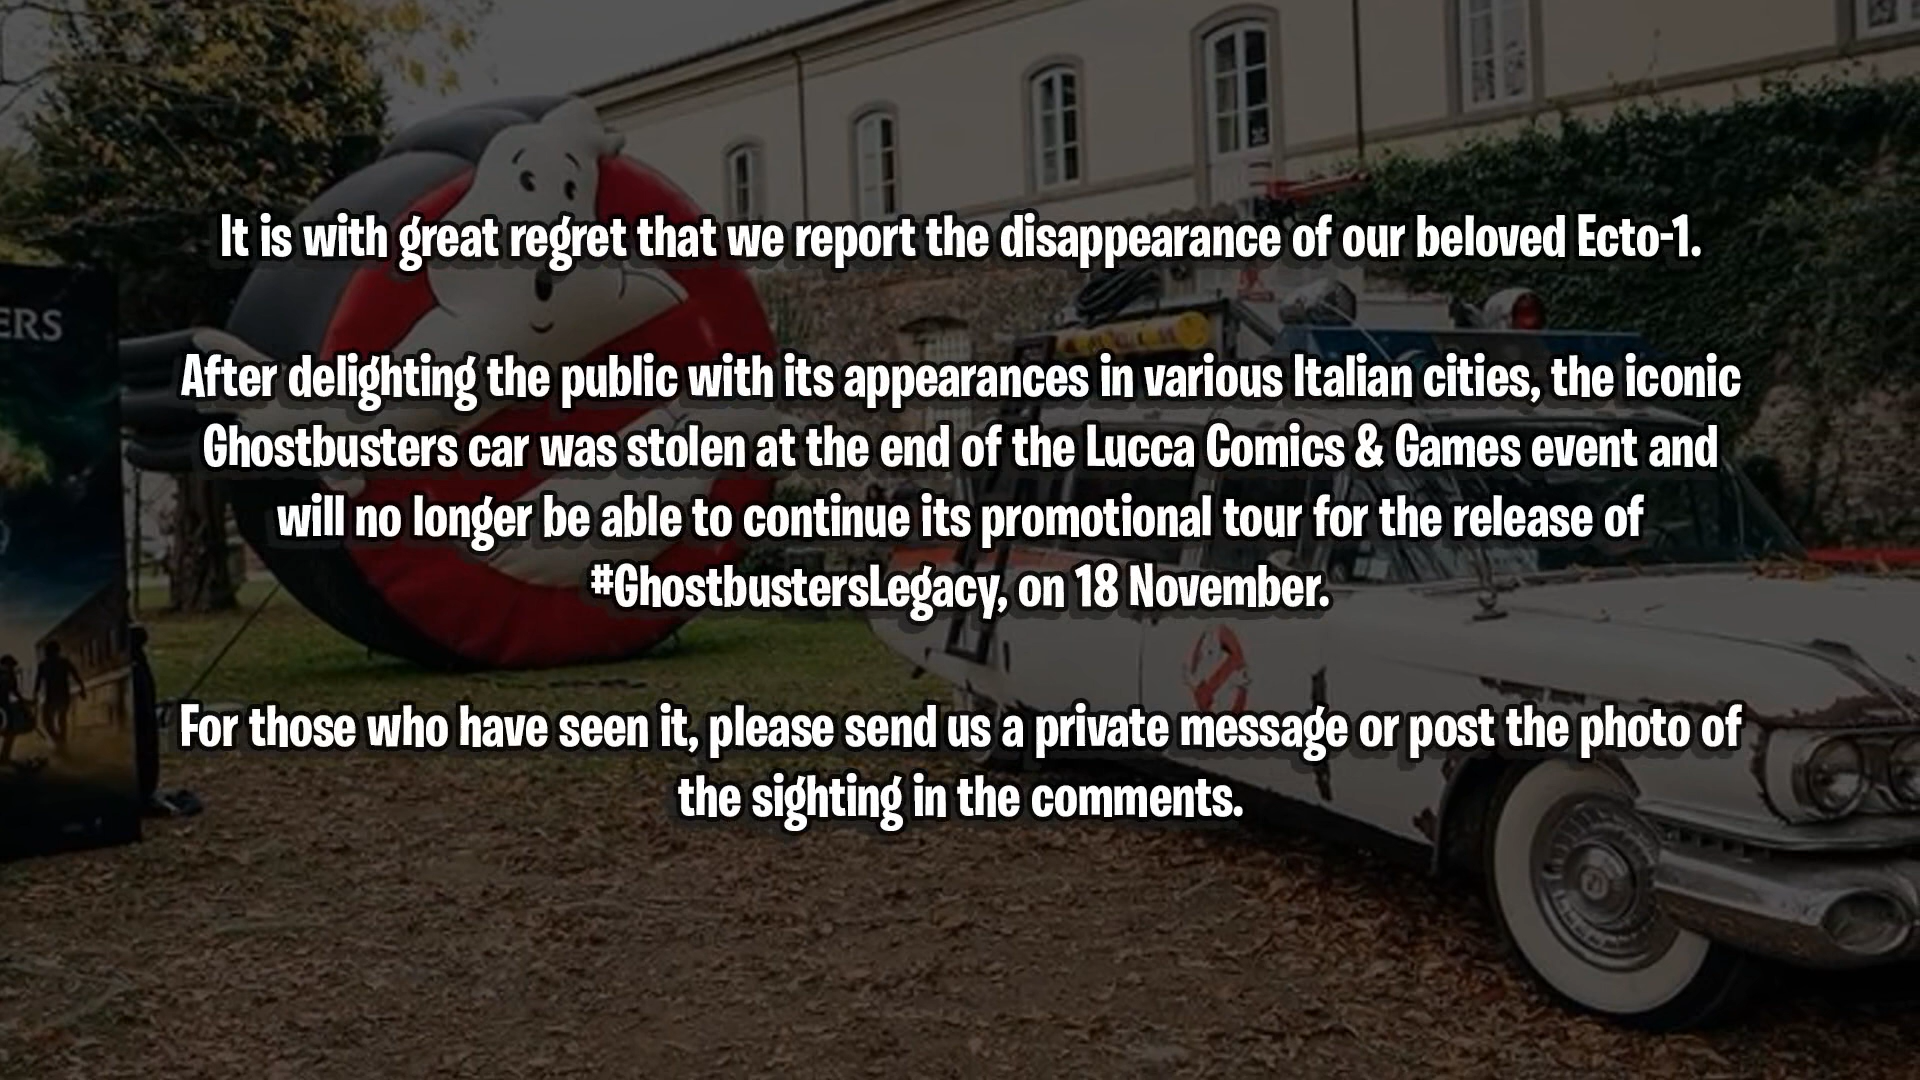 It is with great regret that we report the disappearance of our beloved Ecto-1.
After delighting the public with its appearances in various Italian cities, the iconic
Ghostbusters car was stolen at the end of the Lucca Comics & Games event and
will no longer be able to continue its promotional tour for the release of
#GhostbustersLegacy, on 18 November.
For those who have seen it, please send us a private message or post the photo of
the sighting in the comments.
ERS